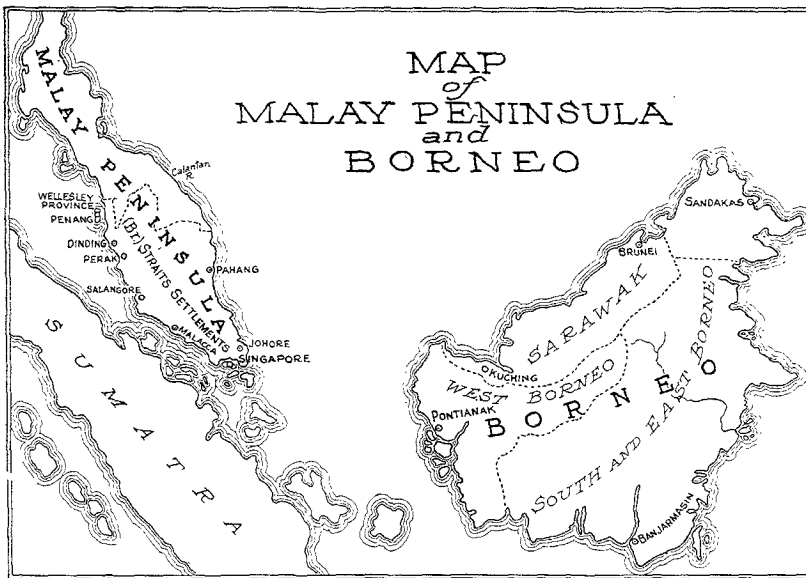 MAP
of
MALAY PENINSULA
and
BORNEO
MALAY PENINSULA
Calantan
R.
WELLESLEY
PROVINCE
PENANG
DINDING
PERAK
SALANGORE
(Br.) STRAITS SETTLEMENTS
PAHANG
MALACCA
JOHORE
SINGAPORE
SUMATRA
SANDAKAS
BRUNEI
SARAWAK
KUCHING
WEST BORNEO
PONTIANAK
BORNEO
SOUTH AND EAST BORNEO
BANJARMASIN